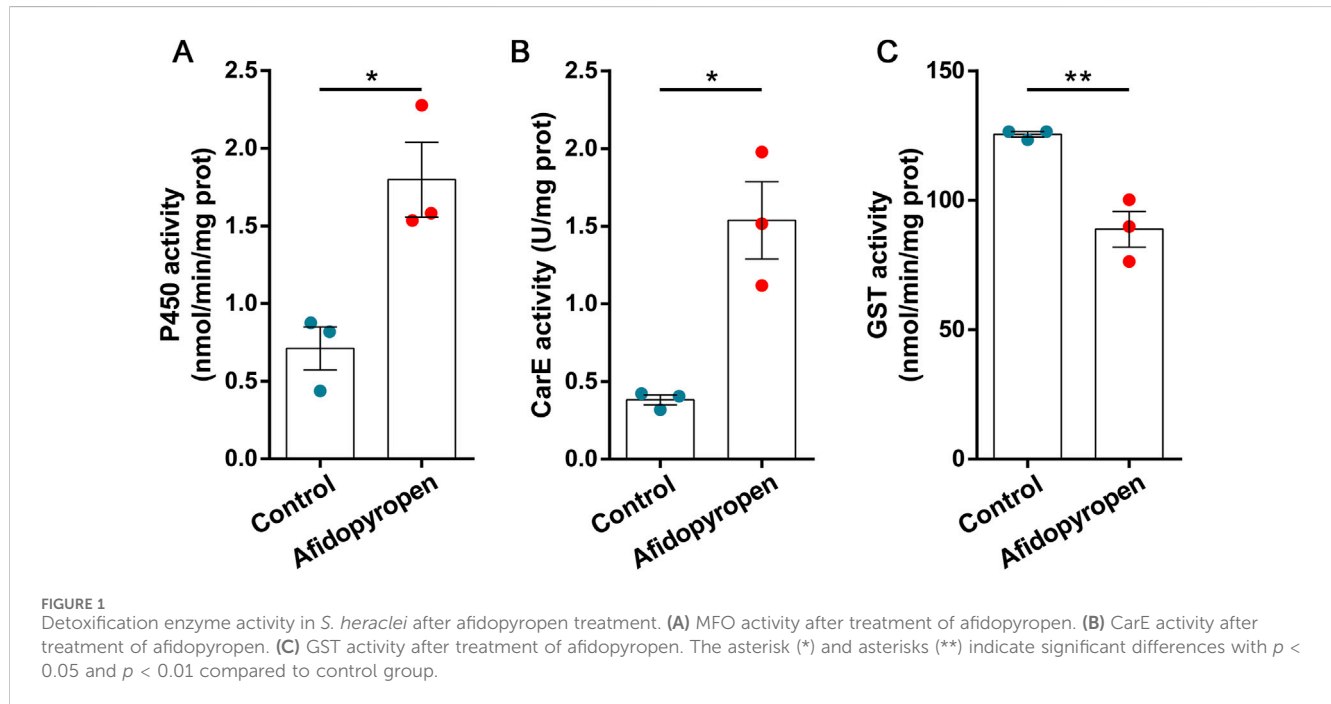 A
P450 activity
(nmol/min/mg prot)
2.5
2.0
1.5
1.0
0.5
0.0
*
Control
Afidopyropen
B
CarE activity (U/mg prot)
2.5
2.0
1.5
1.0
0.5
0.0
*
Control
Afidopyropen
C
GST activity
(nmol/min/mg prot)
150
100
50
0
**
Control
Afidopyropen
FIGURE 1
Detoxification enzyme activity in S. heraclei after afidopyropen treatment. (A) MFO activity after treatment of afidopyropen. (B) CarE activity after
treatment of afidopyropen. (C) GST activity after treatment of afidopyropen. The asterisk (*) and asterisks (**) indicate significant differences with p <
0.05 and p < 0.01 compared to control group.